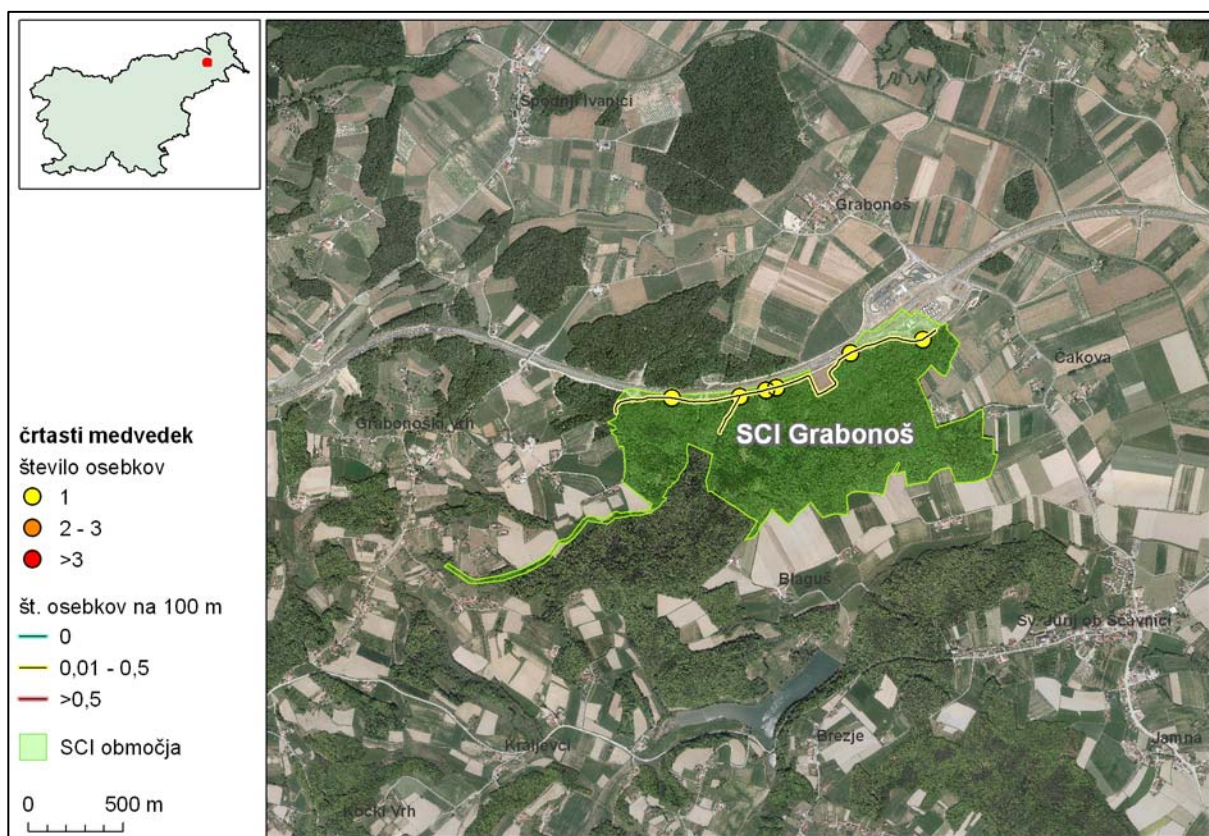 črtasti medvedek
število osebkov
1
2 - 3
>3
št. osebkov na 100 m
0
0,01 - 0,5
>0,5
SCI območja
0 500 m
Spodnji Ivanjci
Grabonoš
Čakova
Grabonoški Vrh
SCI Grabonoš
Blaguš
Sv. Jurij ob Ščavnici
Kraljevci
Brezje
Jamna
Kočki Vrh